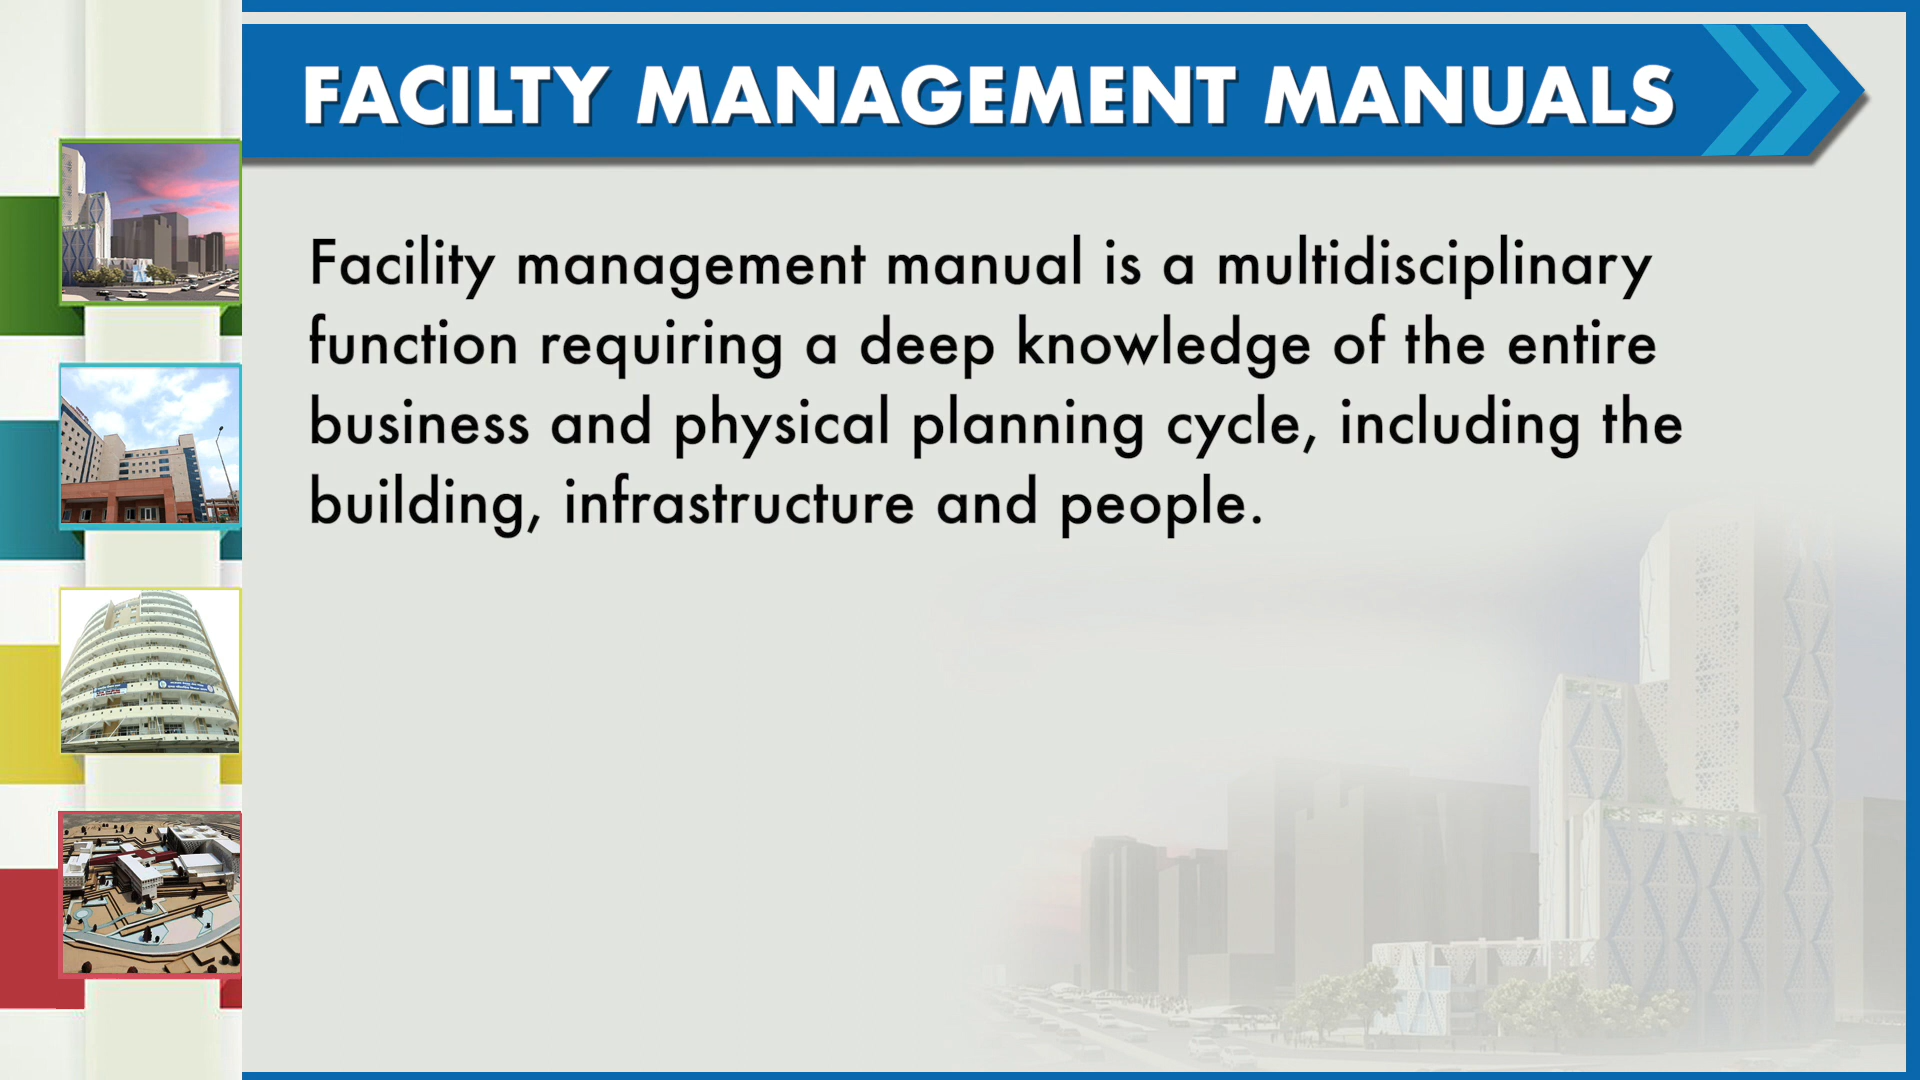 FACILTY MANAGEMENT MANUALS
Facility management manual is a multidisciplinary
function requiring a deep knowledge of the entire
business and physical planning cycle, including the
building, infrastructure and people.